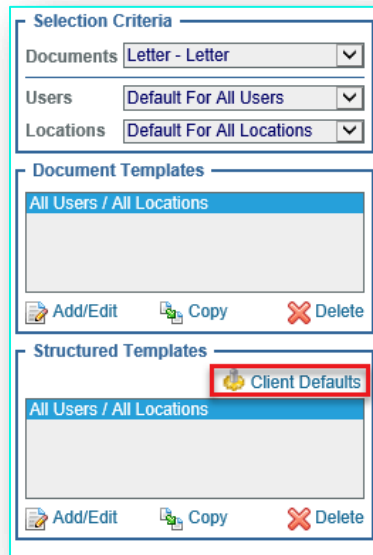 Selection Criteria
Documents Letter - Letter
Users Default For All Users
Locations Default For All Locations
Document Templates
All Users / All Locations
Add/Edit Copy Delete
Structured Templates
Client Defaults
All Users / All Locations
Add/Edit Copy Delete